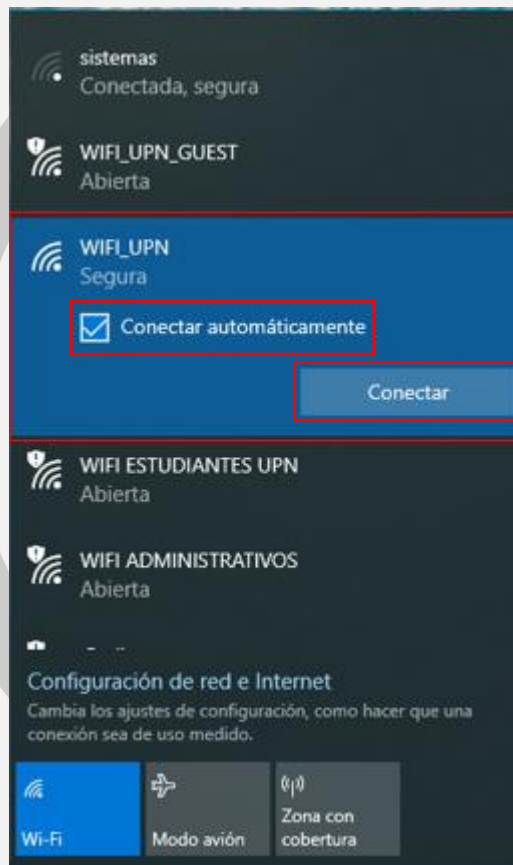 sistemas
Conectada, segura
WIFI_UPN_GUEST
Abierta
WIFI_UPN
Segura
Conectar automáticamente
Conectar
WIFI ESTUDIANTES UPN
Abierta
WIFI ADMINISTRATIVOS
Abierta
Configuración de red e Internet
Cambia los ajustes de configuración, como hacer que una
conexión sea de uso medido.
Wi-Fi
Modo avión
Zona con
cobertura